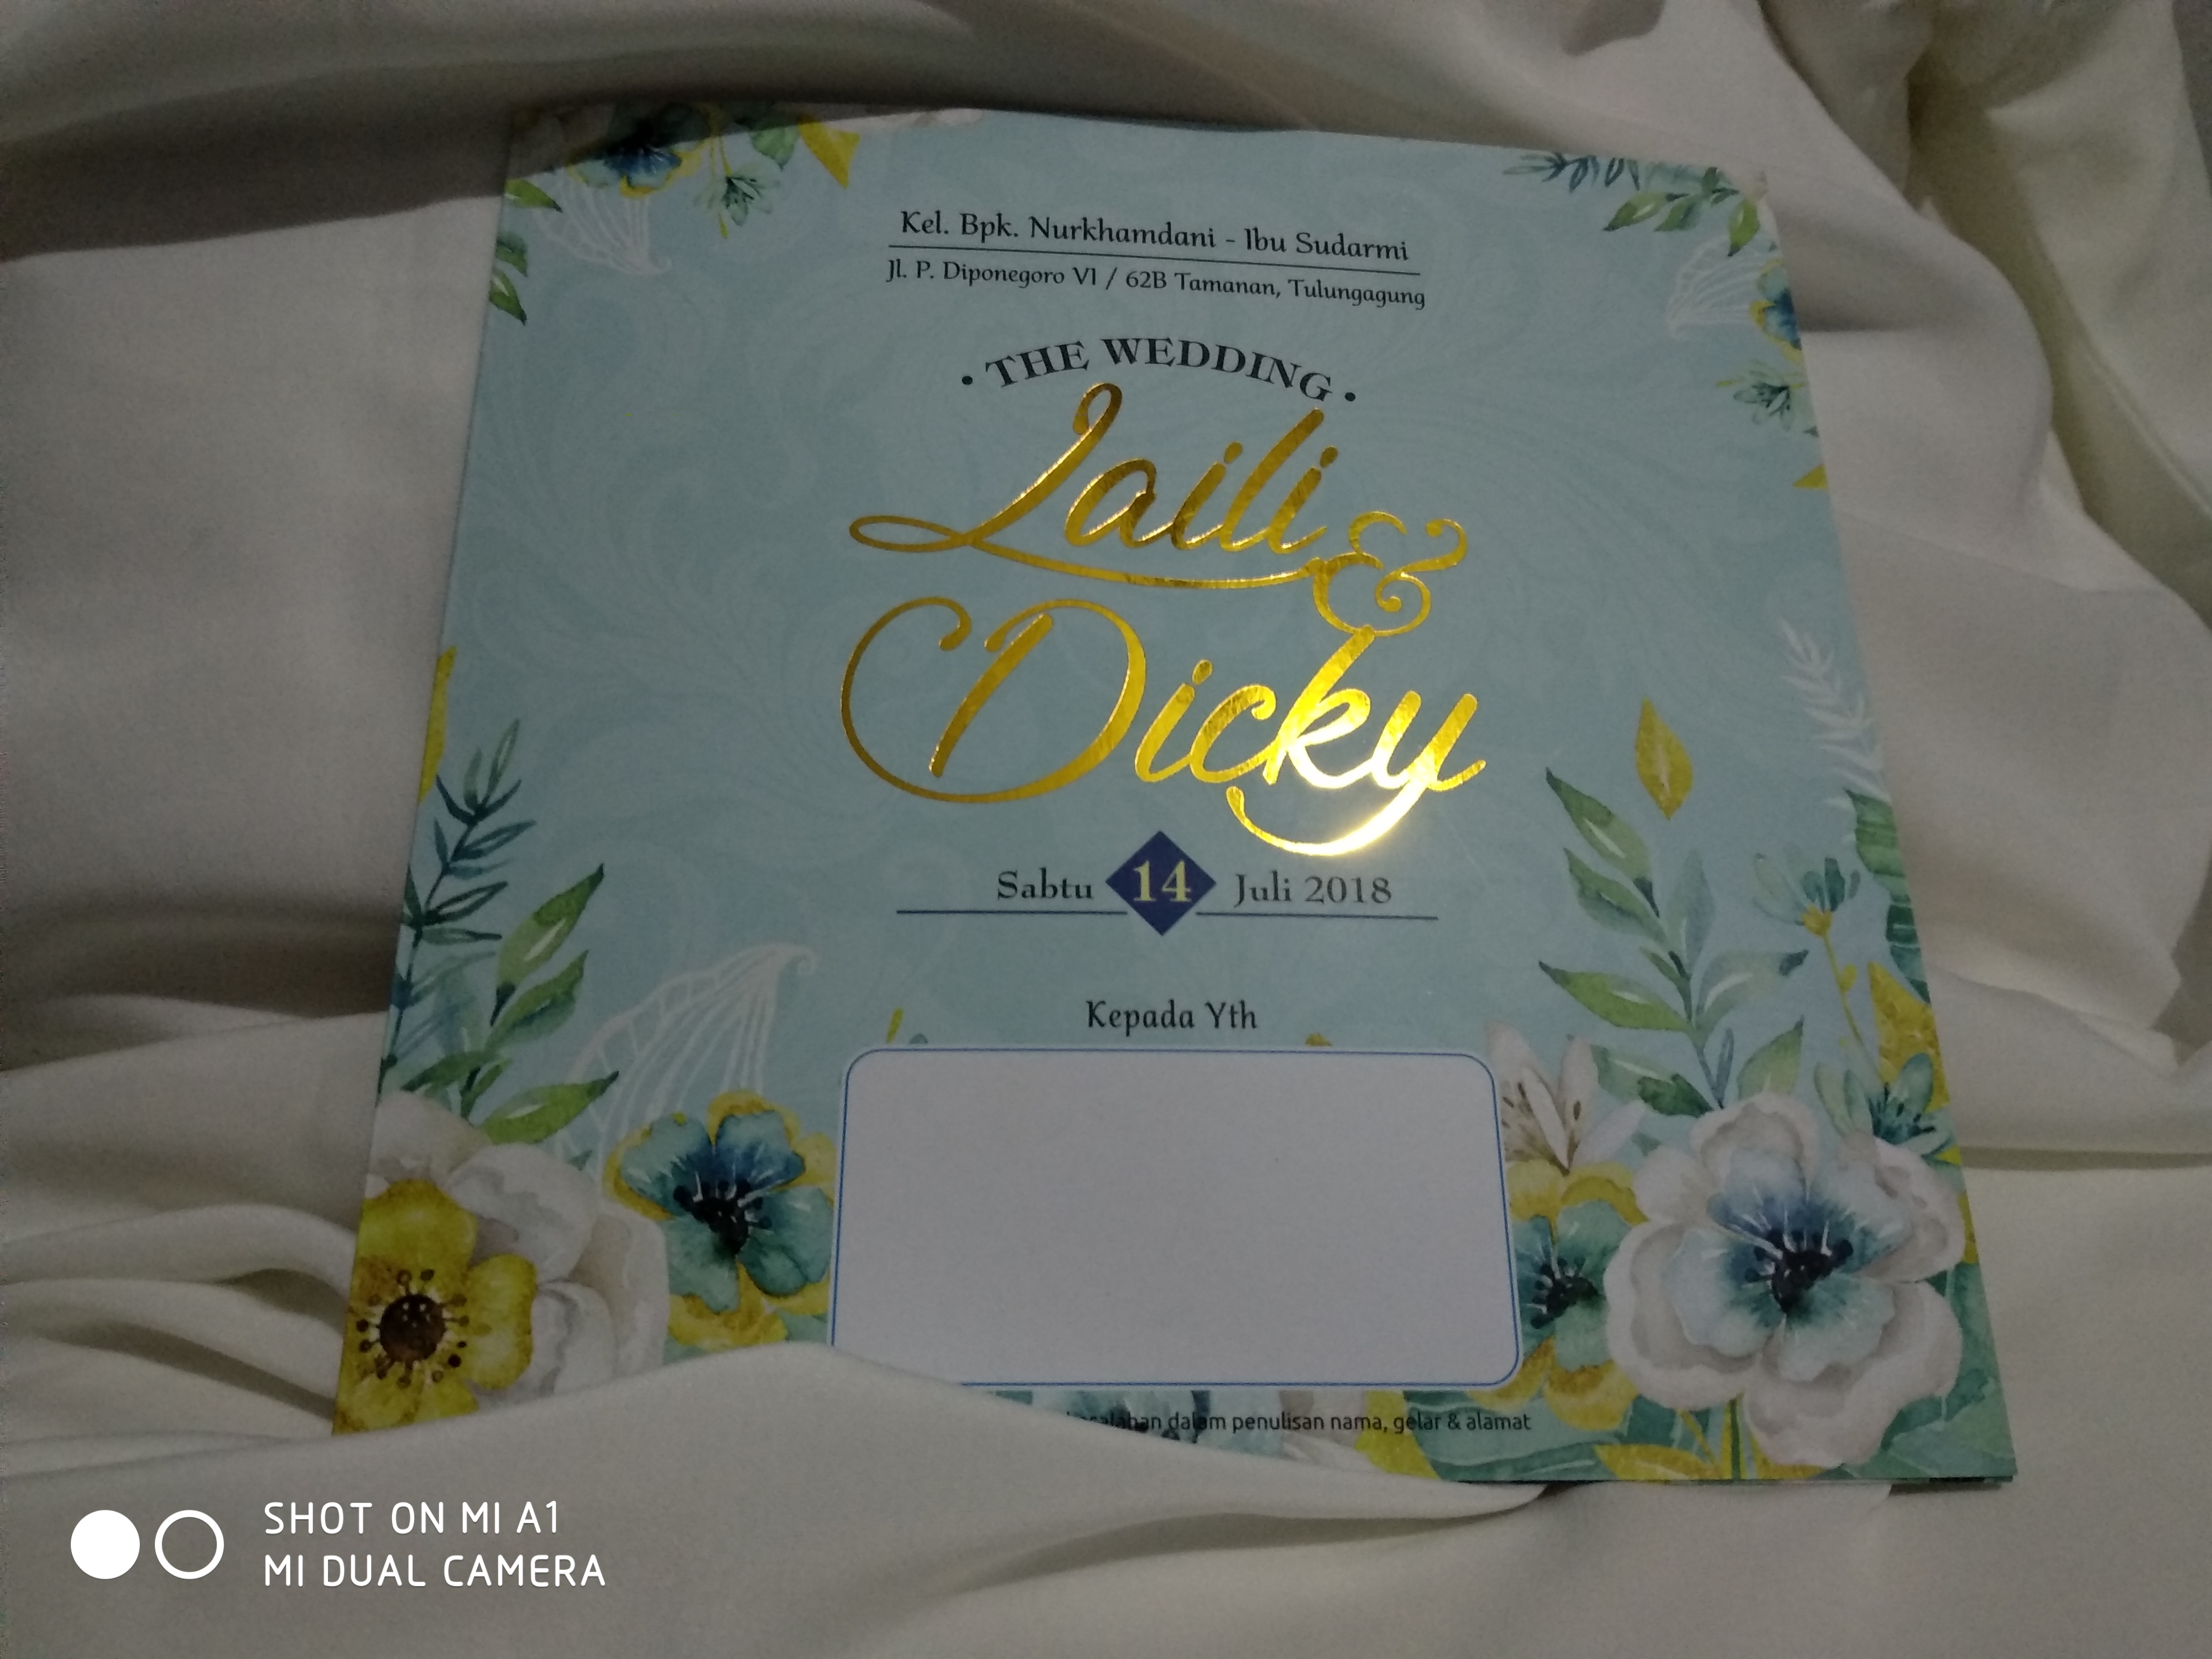 Kel. Bpk. Nurkhamdani - Ibu Sudarmi
Jl. P. Diponegoro VI / 62B Tamanan, Tulungagung
• THE WEDDING •
Laili &
Dicky
Sabtu 14 Juli 2018
Kepada Yth
dalam penulisan nama, gelar & alamat
SHOT ON MI A1
MI DUAL CAMERA